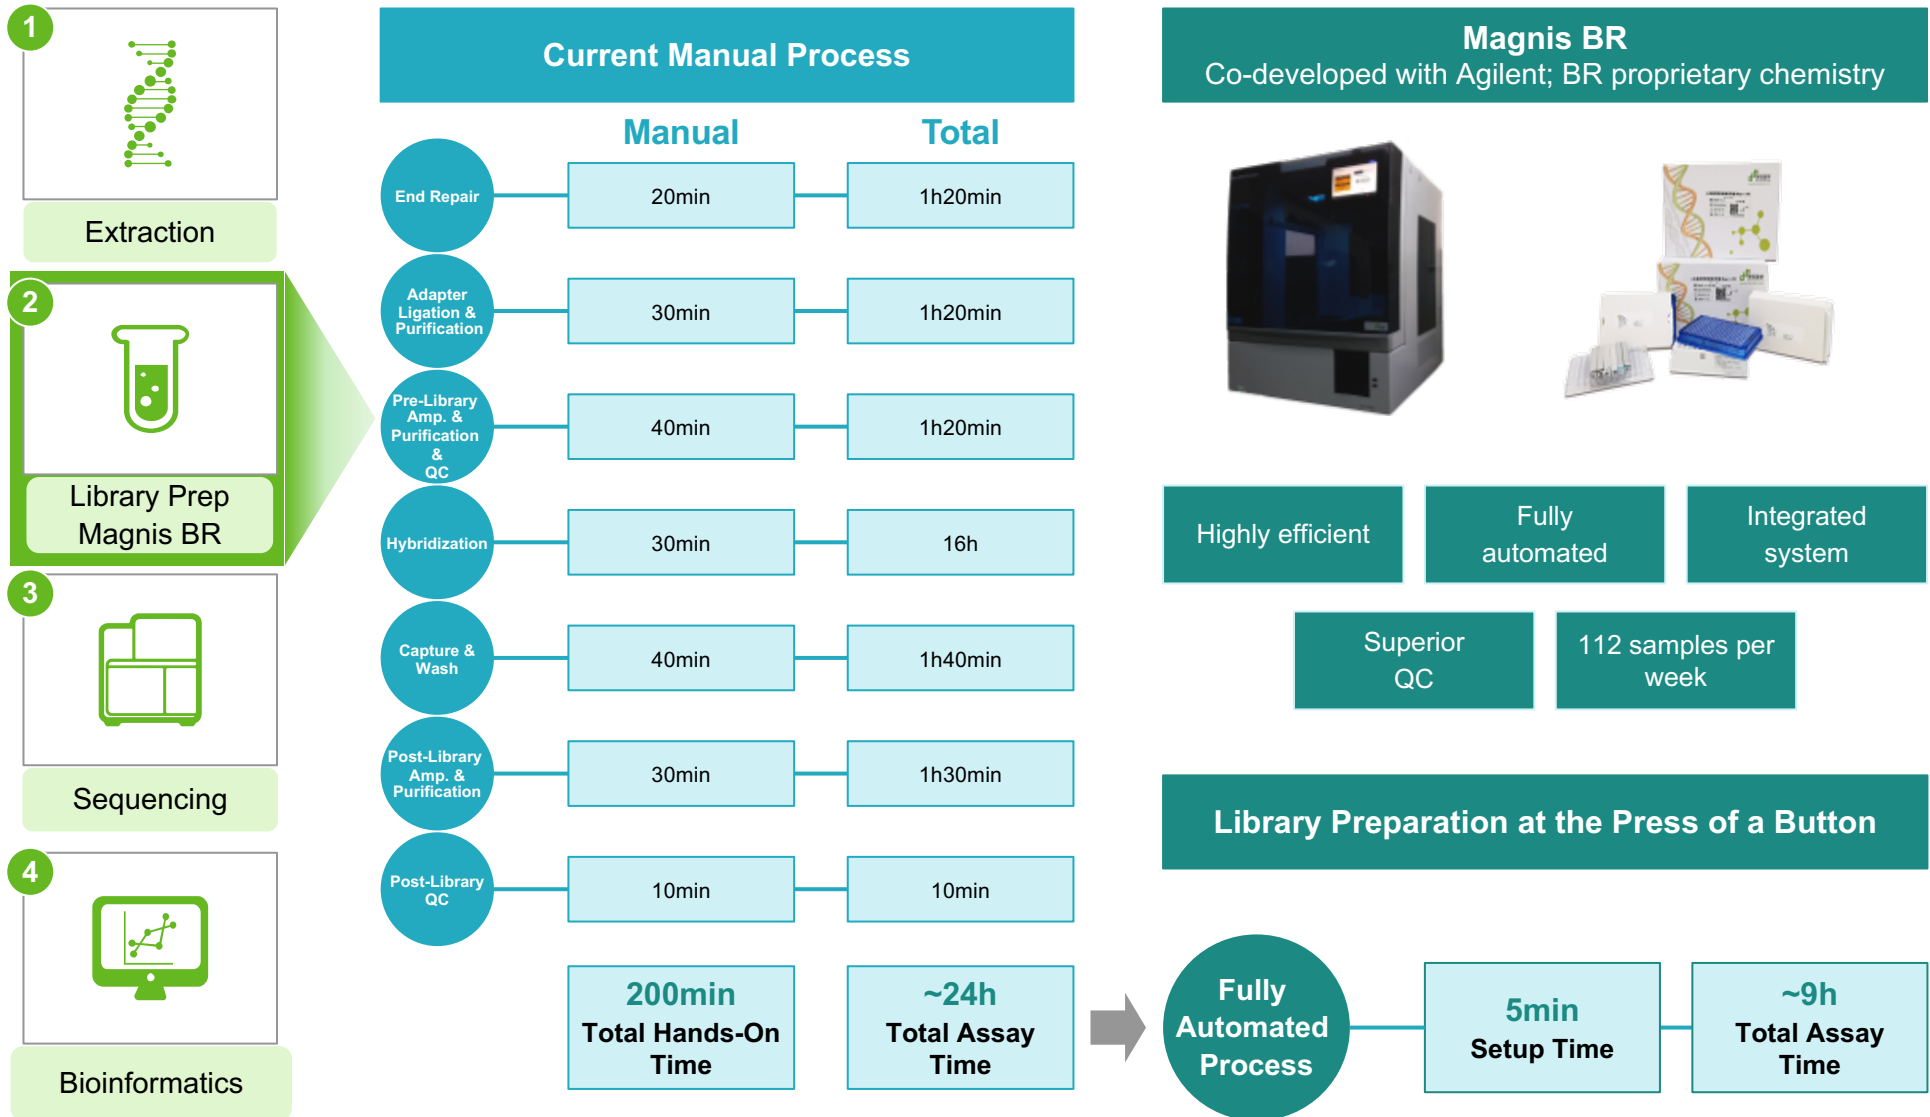 1
Extraction
2
Library Prep
Magnis BR
3
Sequencing
4
Bioinformatics
Current Manual Process
Manual
Total
End Repair
20min
1h20min
Adapter
Ligation &
Purification
30min
1h20min
Pre-Library
Amp. &
Purification
&
QC
40min
1h20min
Hybridization
30min
16h
Capture &
Wash
40min
1h40min
Post-Library
Amp. &
Purification
30min
1h30min
Post-Library
QC
10min
10min
200min
Total Hands-On
Time
~24h
Total Assay
Time
Magnis BR
Co-developed with Agilent; BR proprietary chemistry
Highly efficient
Fully
automated
Integrated
system
Superior
QC
112 samples per
week
Library Preparation at the Press of a Button
Fully
Automated
Process
5min
Setup Time
~9h
Total Assay
Time